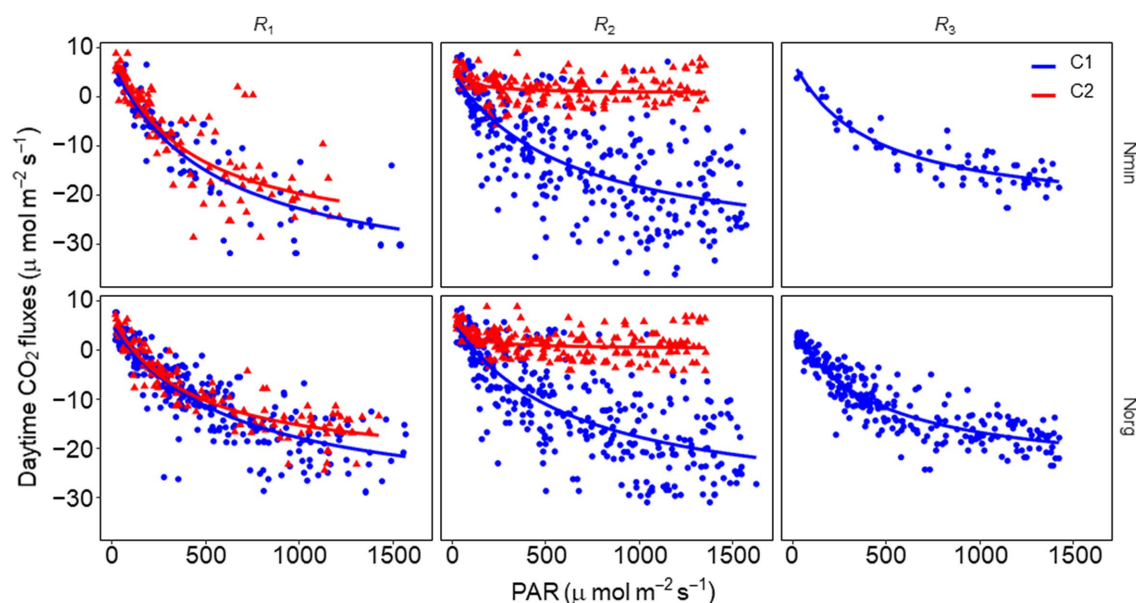 R₁ R₂ R₃
Daytime CO₂ fluxes (μ mol m⁻² s⁻¹)
10
0
−10
−20
−30
C1
C2
Nmin
10
0
−10
−20
−30
Norg
0 500 1000 1500 0 500 1000 1500 0 500 1000 1500
PAR (μ mol m⁻² s⁻¹)